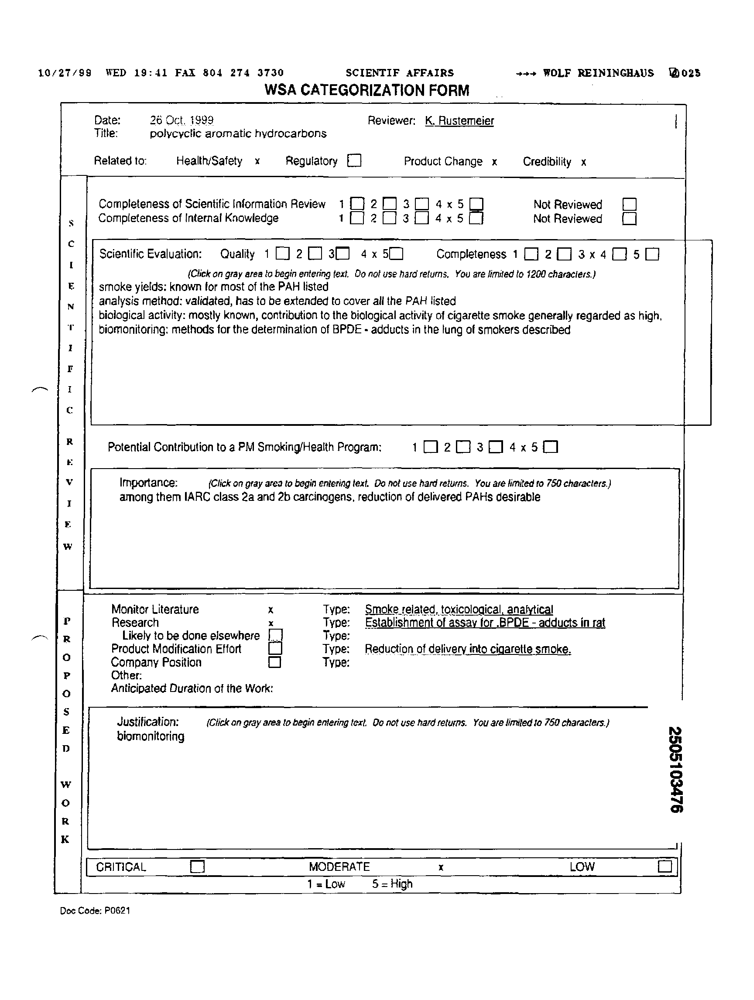 10/27/99 WED 19:41 FAX 804 274 3730 SCIENTIF AFFAIRS →→→ WOLF REININGHAUS 025
WSA CATEGORIZATION FORM
Date: 26 Oct. 1999 Reviewer: K. Rustemeier
Title: polycyclic aromatic hydrocarbons
Related to: Health/Safety x Regulatory ☐ Product Change x Credibility x
SCIENTIFIC REVIEW
Completeness of Scientific Information Review 1 ☐ 2 ☐ 3 ☐ 4 x 5 ☐ Not Reviewed ☐
Completeness of Internal Knowledge 1 ☐ 2 ☐ 3 ☐ 4 x 5 ☐ Not Reviewed ☐
Scientific Evaluation: Quality 1 ☐ 2 ☐ 3 ☐ 4 x 5 ☐ Completeness 1 ☐ 2 ☐ 3 x 4 ☐ 5 ☐
(Click on gray area to begin entering text. Do not use hard returns. You are limited to 1200 characters.)
smoke yields: known for most of the PAH listed
analysis method: validated, has to be extended to cover all the PAH listed
biological activity: mostly known, contribution to the biological activity of cigarette smoke generally regarded as high,
biomonitoring: methods for the determination of BPDE - adducts in the lung of smokers described
Potential Contribution to a PM Smoking/Health Program: 1 ☐ 2 ☐ 3 ☐ 4 x 5 ☐
Importance: (Click on gray area to begin entering text. Do not use hard returns. You are limited to 750 characters.)
among them IARC class 2a and 2b carcinogens, reduction of delivered PAHs desirable
PROPOSED WORK
Monitor Literature x Type: Smoke related, toxicological, analytical
Research x Type: Establishment of assay for .BPDE - adducts in rat
Likely to be done elsewhere ☐ Type:
Product Modification Effort ☐ Type: Reduction of delivery into cigarette smoke.
Company Position ☐ Type:
Other:
Anticipated Duration of the Work:
Justification: (Click on gray area to begin entering text. Do not use hard returns. You are limited to 750 characters.)
biomonitoring
2505103476
CRITICAL ☐ MODERATE x LOW ☐
1 = Low 5 = High
Doc Code: P0621